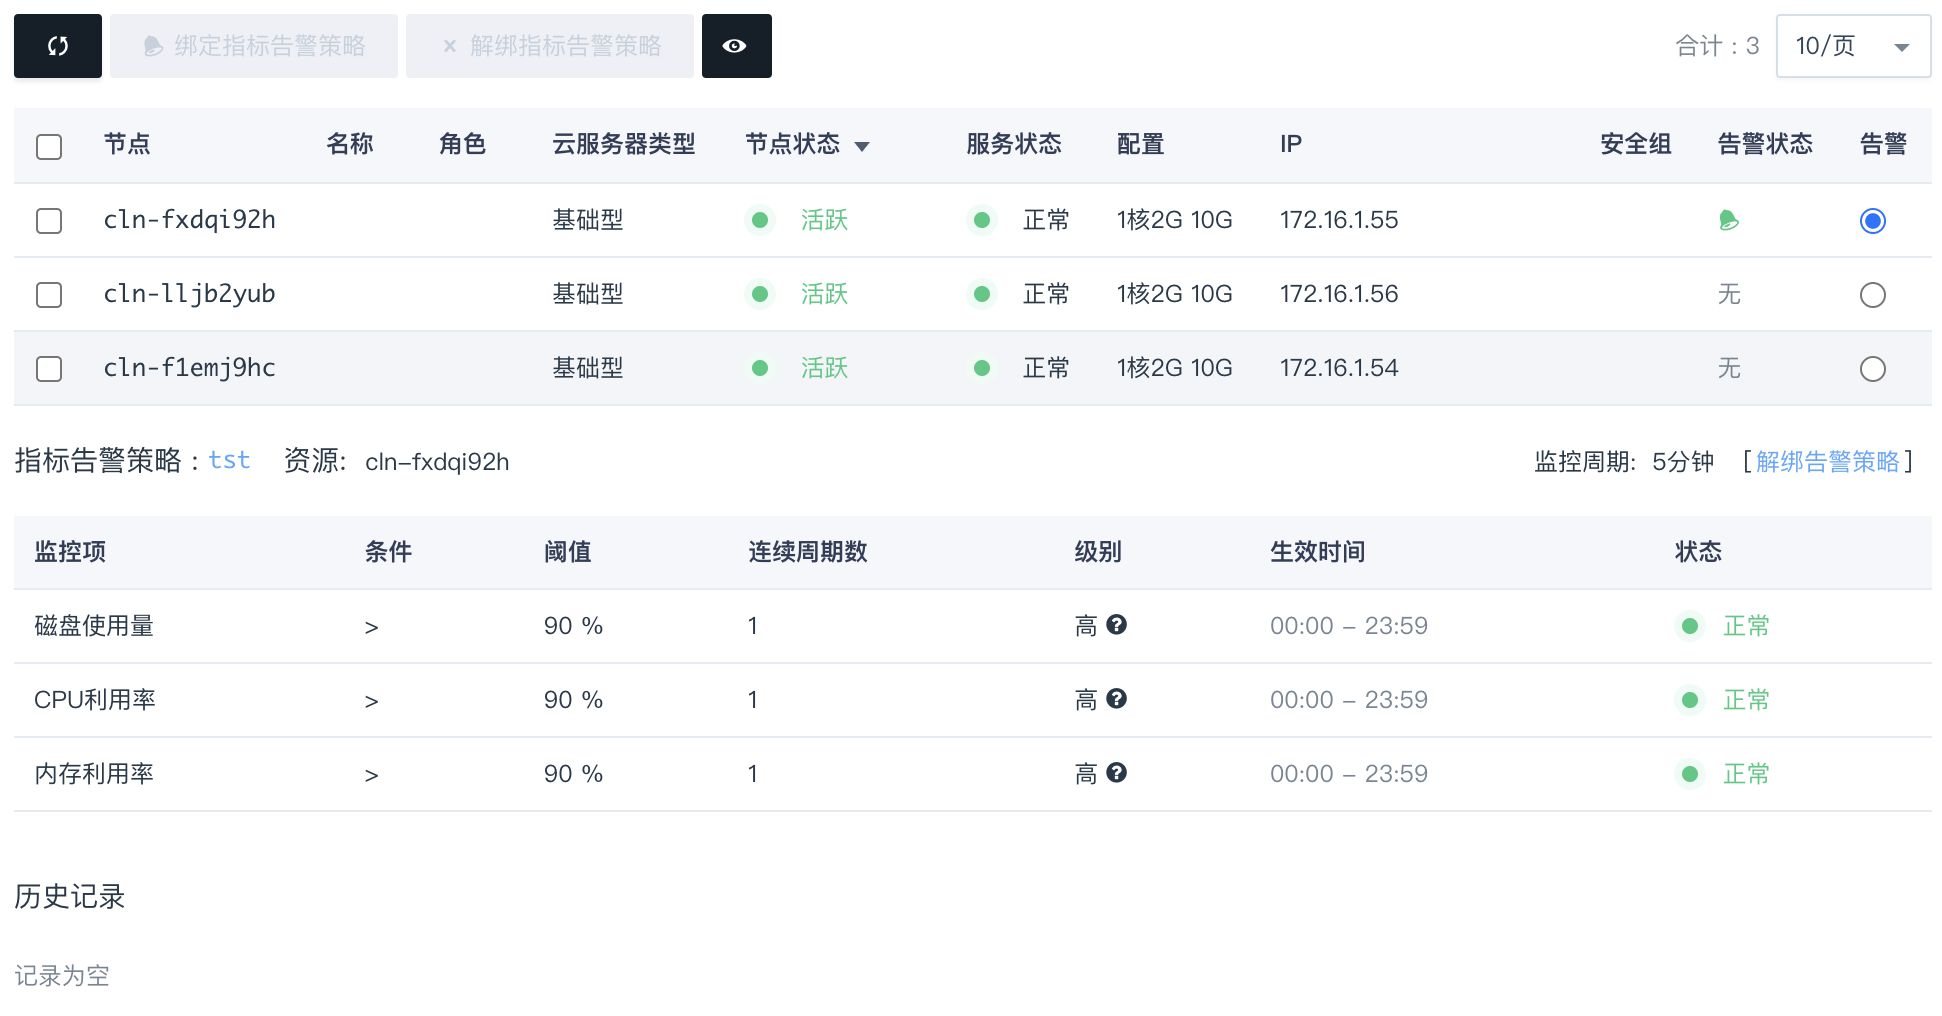 绑定指标告警策略 × 解绑指标告警策略 合计：3 10/页
节点 名称 角色 云服务器类型 节点状态 服务状态 配置 IP 安全组 告警状态 告警
cln-fxdqi92h 基础型 活跃 正常 1核2G 10G 172.16.1.55
cln-lljb2yub 基础型 活跃 正常 1核2G 10G 172.16.1.56 无
cln-f1emj9hc 基础型 活跃 正常 1核2G 10G 172.16.1.54 无
指标告警策略：tst 资源: cln-fxdqi92h 监控周期: 5分钟 [解绑告警策略]
监控项 条件 阈值 连续周期数 级别 生效时间 状态
磁盘使用量 > 90 % 1 高 ? 00:00 - 23:59 正常
CPU利用率 > 90 % 1 高 ? 00:00 - 23:59 正常
内存利用率 > 90 % 1 高 ? 00:00 - 23:59 正常
历史记录
记录为空